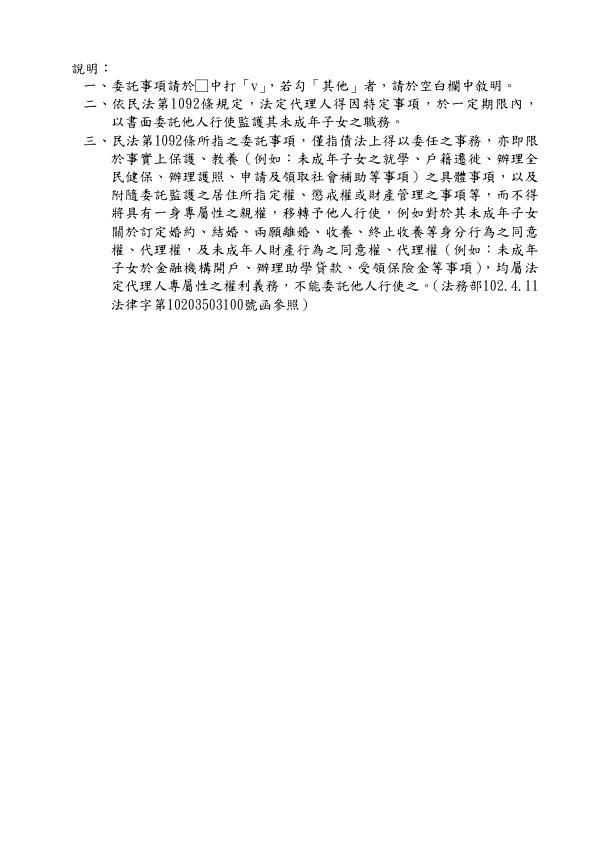 說明：
一、委託事項請於□中打「v」，若勾「其他」者，請於空白欄中敘明。
二、依民法第1092條規定，法定代理人得因特定事項，於一定期限內，
以書面委託他人行使監護其未成年子女之職務。
三、民法第1092條所指之委託事項，僅指債法上得以委任之事務，亦即限
於事實上保護、教養（例如：未成年子女之就學、戶籍遷徙、辦理全
民健保、辦理護照、申請及領取社會補助等事項）之具體事項，以及
附隨委託監護之居住所指定權、懲戒權或財產管理之事項等，而不得
將具有一身專屬性之親權，移轉予他人行使，例如對於其未成年子女
關於訂定婚約、結婚、兩願離婚、收養、終止收養等身分行為之同意
權、代理權，及未成年人財產行為之同意權、代理權（例如：未成年
子女於金融機構開戶、辦理助學貸款、受領保險金等事項），均屬法
定代理人專屬性之權利義務，不能委託他人行使之。（法務部102.4.11
法律字第10203503100號函參照）